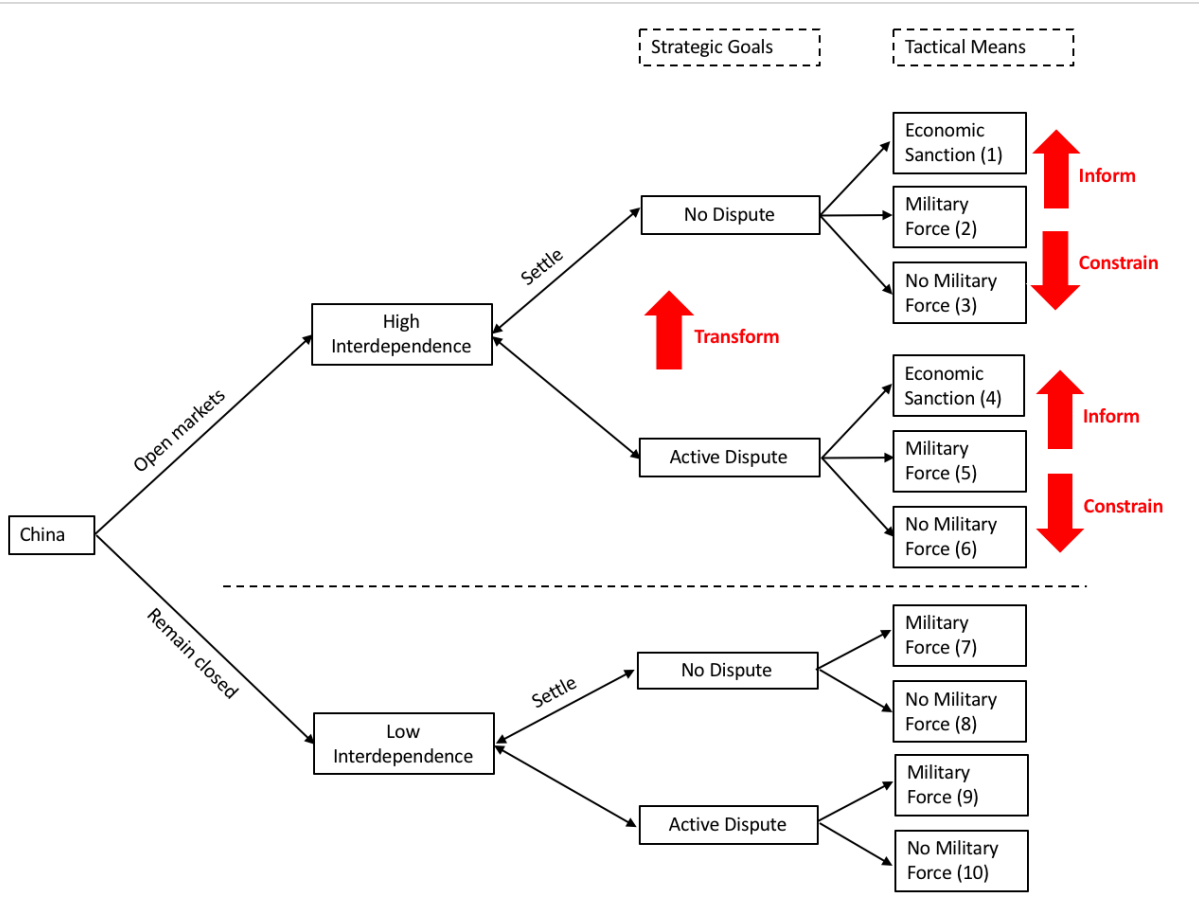 Strategic Goals
Tactical Means
Economic
Sanction (1)
Inform
Military
Force (2)
No Dispute
Settle
Constrain
No Military
Force (3)
High
Interdependence
Transform
Economic
Sanction (4)
Inform
Open markets
Active Dispute
Military
Force (5)
Constrain
No Military
Force (6)
China
Remain closed
Military
Force (7)
No Dispute
Settle
No Military
Force (8)
Low
Interdependence
Military
Force (9)
Active Dispute
No Military
Force (10)